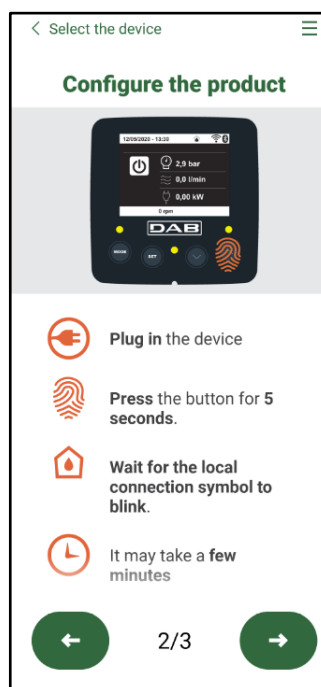 Select the device
Configure the product
12/09/2025 - 13:30
2,9 bar
0,0 l/min
0,00 kW
0 rpm
DAB
MODE
SET
Plug in the device
Press the button for 5
seconds.
Wait for the local
connection symbol to
blink.
It may take a few
minutes
2/3